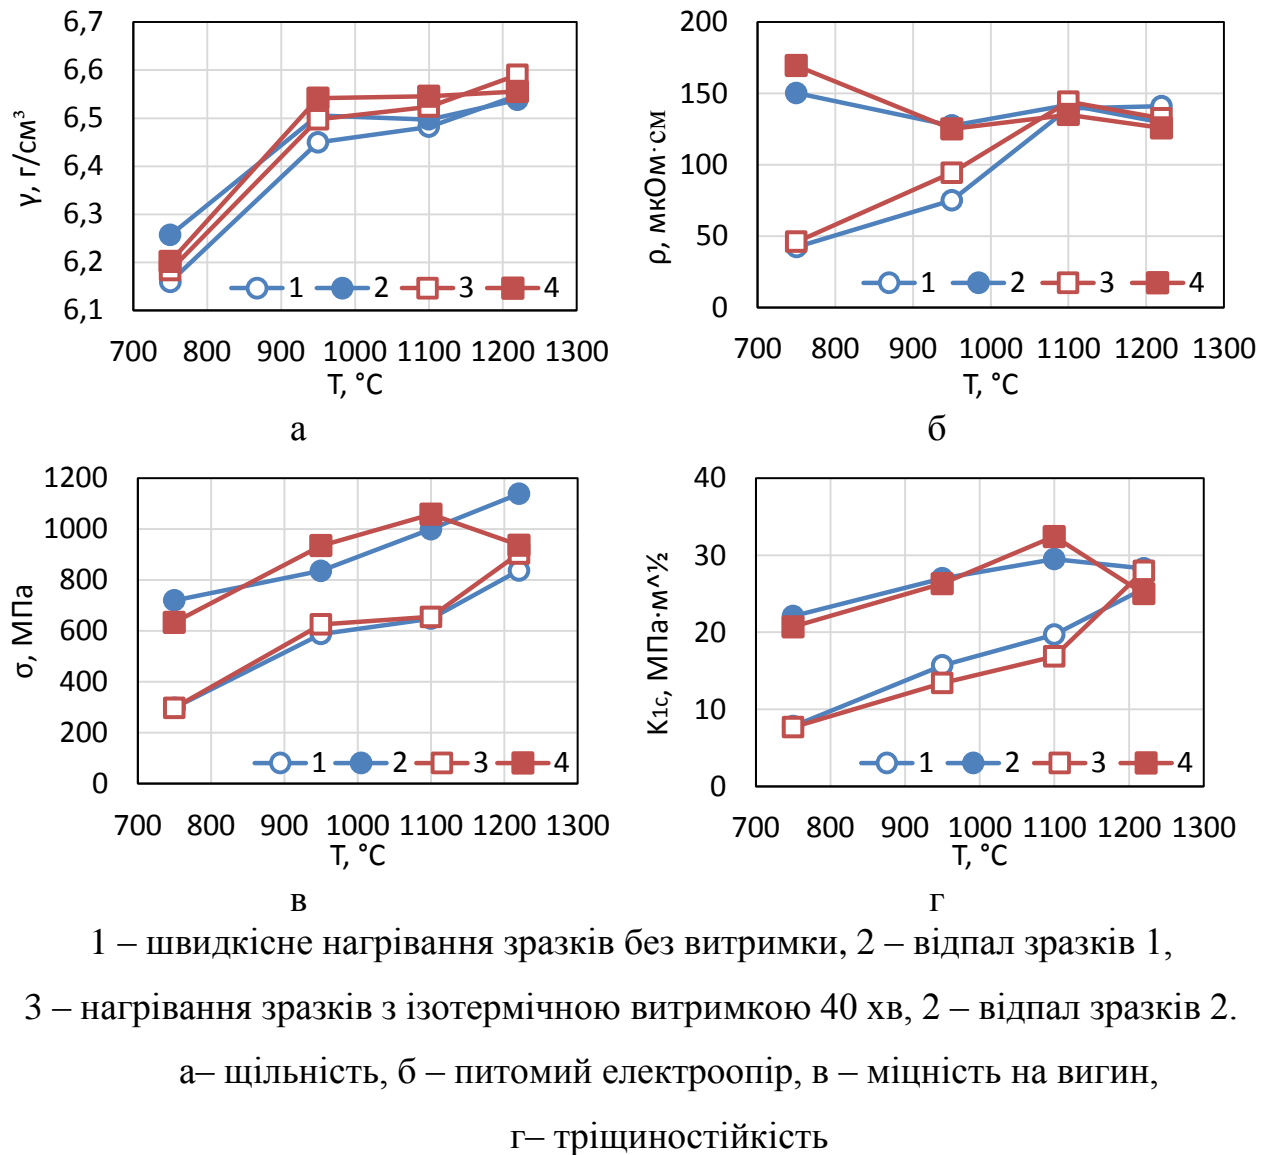 6,7
6,6
6,5
6,4
6,3
6,2
6,1
γ, г/см³
1 2 3 4
700 800 900 1000 1100 1200 1300
T, °C
а
200
150
100
50
0
ρ, мкОм·см
1 2 3 4
700 800 900 1000 1100 1200 1300
T, °C
б
1200
1000
800
600
400
200
0
σ, МПа
1 2 3 4
700 800 900 1000 1100 1200 1300
T, °C
в
40
30
20
10
0
K1c, МПа·м^½
1 2 3 4
700 800 900 1000 1100 1200 1300
T, °C
г
1 – швидкісне нагрівання зразків без витримки, 2 – відпал зразків 1,
3 – нагрівання зразків з ізотермічною витримкою 40 хв, 2 – відпал зразків 2.
а– щільність, б – питомий електроопір, в – міцність на вигин,
г– тріщиностійкість